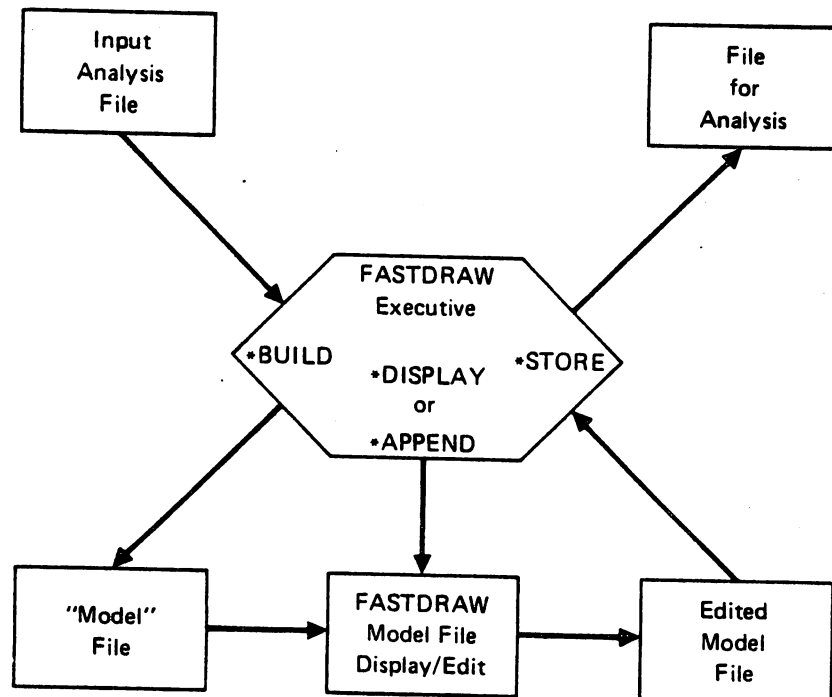 Input
Analysis
File
File
for
Analysis
FASTDRAW
Executive
*BUILD
*DISPLAY
or
*APPEND
*STORE
"Model"
File
FASTDRAW
Model File
Display/Edit
Edited
Model
File